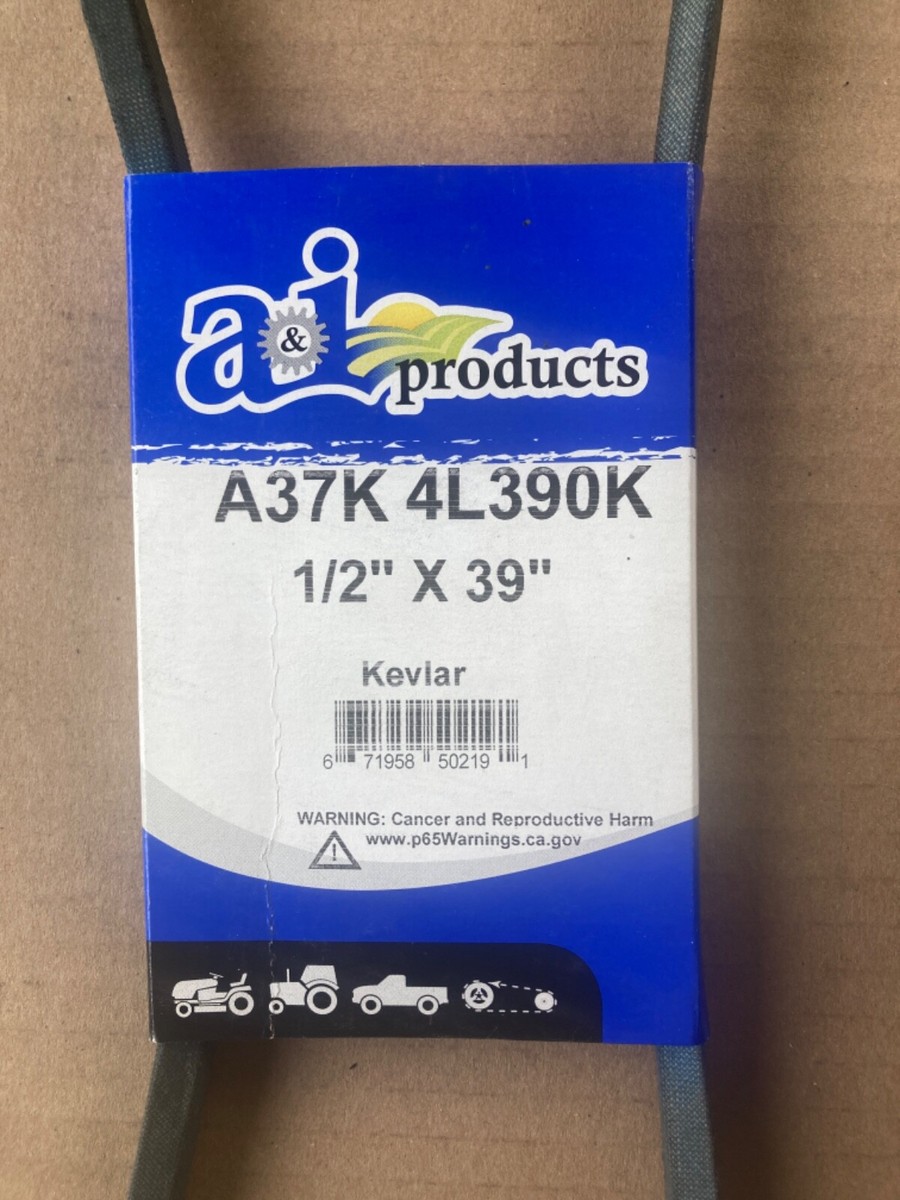 a&i products
A37K 4L390K
1/2" X 39"
Kevlar
6 71958 50219 1
WARNING: Cancer and Reproductive Harm
www.p65Warnings.ca.gov
!